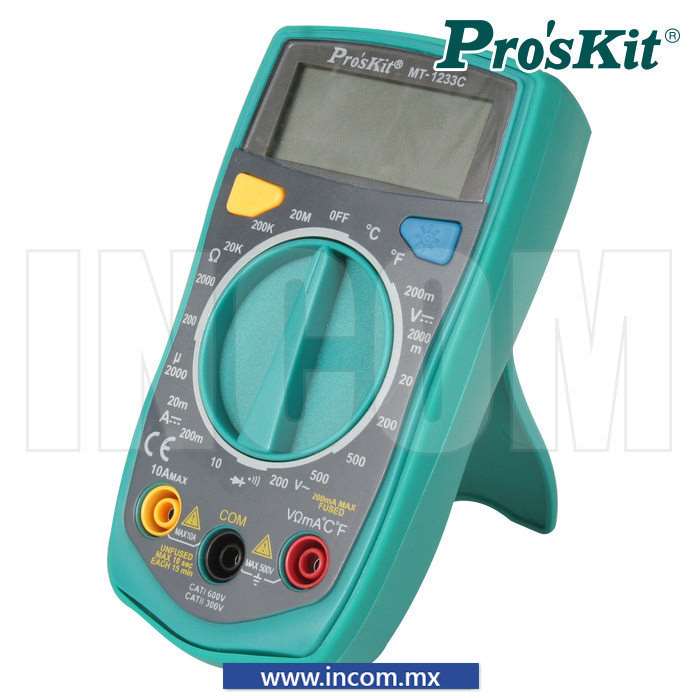 Pro'sKit®
Pro'sKit® MT-1233C
OFF
°C
°F
200m
V⎓
2000m
20
200
500
500
V~
200
10
200m
A⎓
20m
2000
µ
200
2000
Ω
20K
200K
20M
INCOM
CE
10AMAX
COM
VΩmA°C°F
200mA MAX
FUSED
MAX10A
MAX 500V
UNFUSED
MAX 10 sec
EACH 15 min
CATI 600V
CATII 300V
www.incom.mx